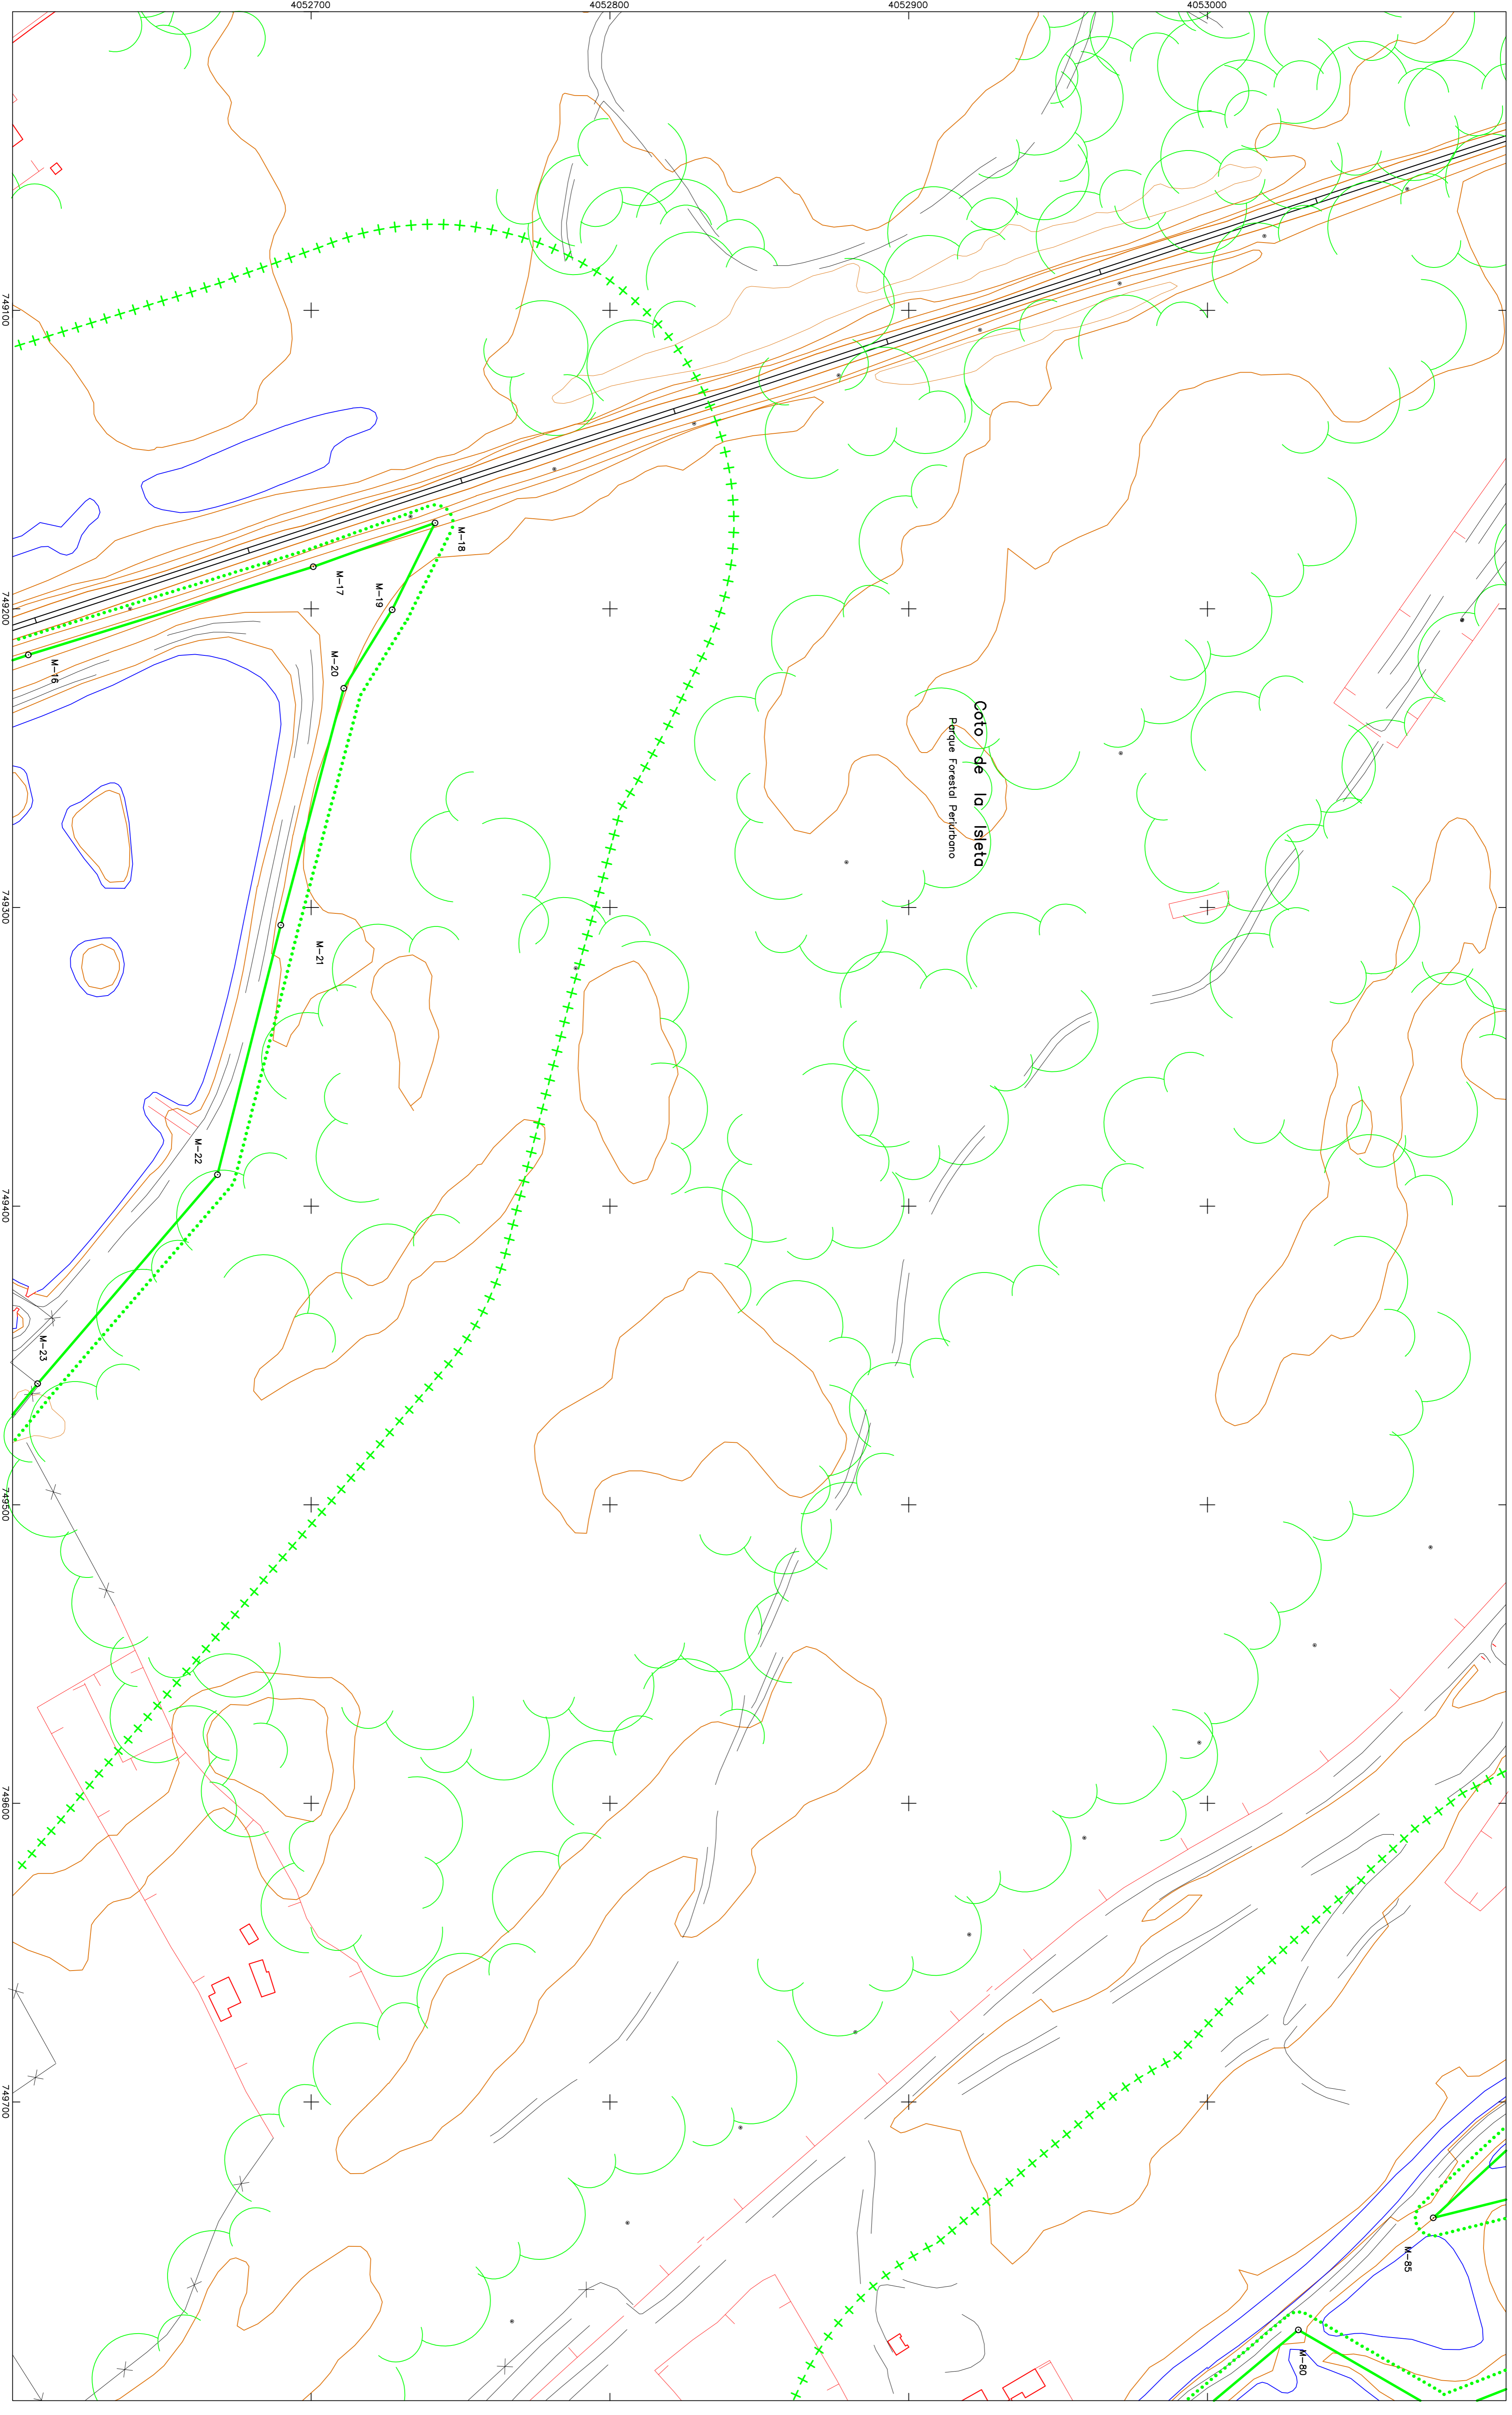 4052700
4052800
4052900
4053000
749100
749200
749300
749400
749500
749600
749700
M-18
M-17
M-19
M-16
M-20
Coto de la Isleta
Parque Forestal Periurbano
M-21
M-22
M-23
M-85
M-80